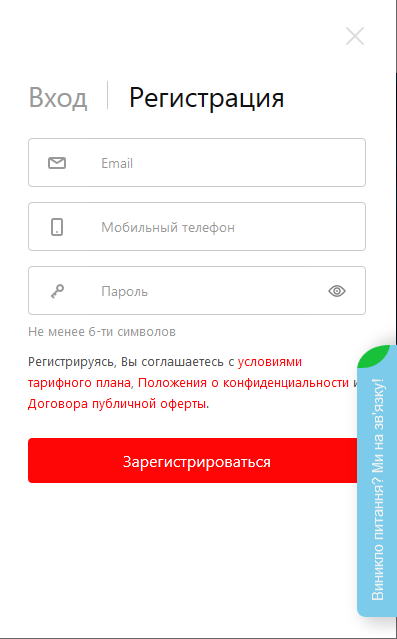 Вход
Регистрация
Email
Мобильный телефон
Пароль
Не менее 6-ти символов
Регистрируясь, Вы соглашаетесь с условиями
тарифного плана, Положения о конфиденциальности и
Договора публичной оферты.
Зарегистрироваться
Виникло питання? Ми на зв'язку!